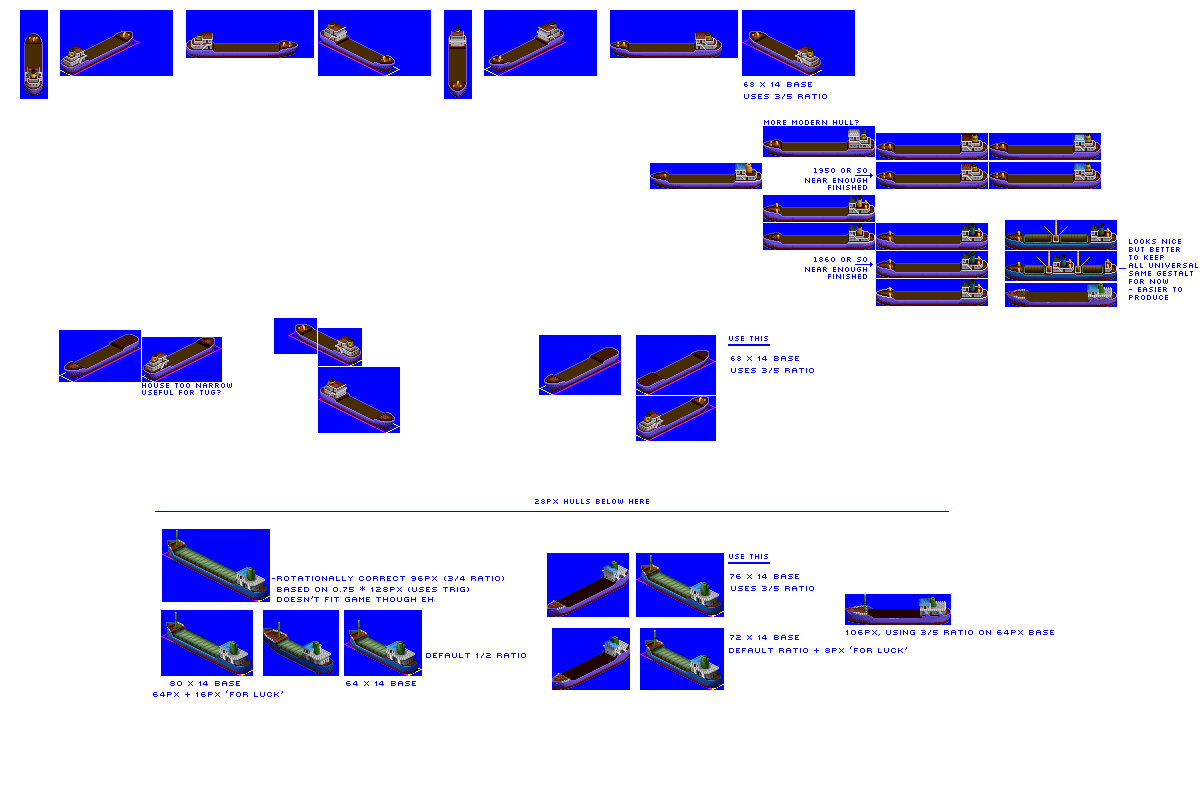 68 X 14 BASE
USES 3/5 RATIO
MORE MODERN HULL?
1950 OR SO
NEAR ENOUGH
FINISHED
1860 OR SO
NEAR ENOUGH
FINISHED
LOOKS NICE
BUT BETTER
TO KEEP
ALL UNIVERSAL
SAME GESTALT
FOR NOW
- EASIER TO
PRODUCE
HOUSE TOO NARROW
USEFUL FOR TUG?
USE THIS
68 X 14 BASE
USES 3/5 RATIO
28PX HULLS BELOW HERE
-ROTATIONALLY CORRECT 96PX (3/4 RATIO)
BASED ON 0.75 * 128PX (USES TRIG)
DOESN'T FIT GAME THOUGH EH
80 X 14 BASE
64PX + 16PX 'FOR LUCK'
64 X 14 BASE
DEFAULT 1/2 RATIO
USE THIS
76 X 14 BASE
USES 3/5 RATIO
72 X 14 BASE
DEFAULT RATIO + 8PX 'FOR LUCK'
106PX, USING 3/5 RATIO ON 64PX BASE